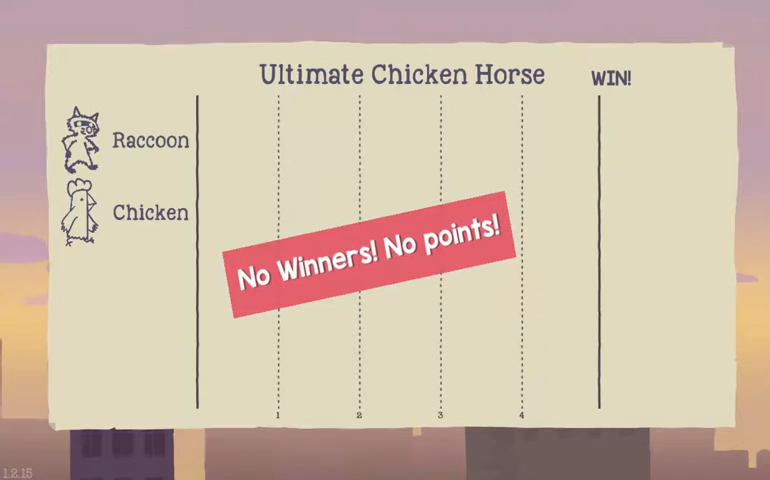 Ultimate Chicken Horse
WIN!
Raccoon
Chicken
No Winners! No points!
1 2 3 4
1.2.15